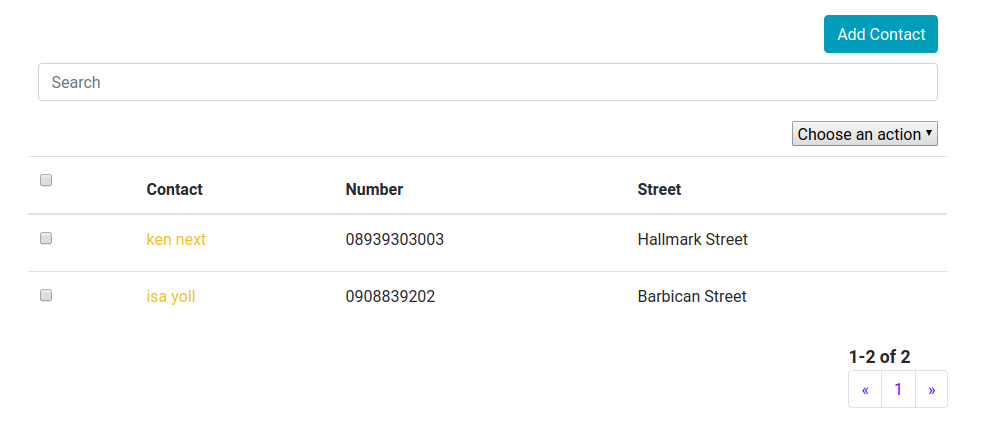 Add Contact
Search
Choose an action
Contact Number Street
ken next 08939303003 Hallmark Street
isa yoll 0908839202 Barbican Street
1-2 of 2
« 1 »